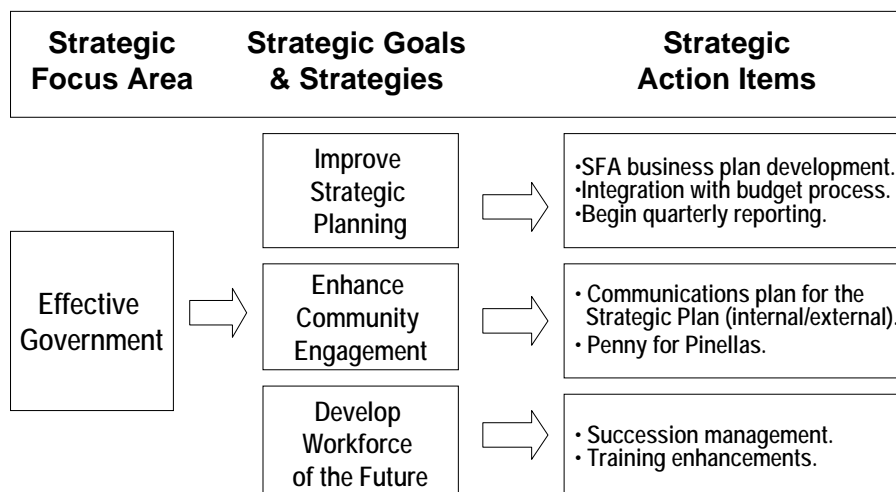 Strategic
Focus Area
Strategic Goals
& Strategies
Strategic
Action Items
Effective
Government
Improve
Strategic
Planning
•SFA business plan development.
•Integration with budget process.
•Begin quarterly reporting.
Enhance
Community
Engagement
• Communications plan for the
Strategic Plan (internal/external).
• Penny for Pinellas.
Develop
Workforce
of the Future
• Succession management.
• Training enhancements.